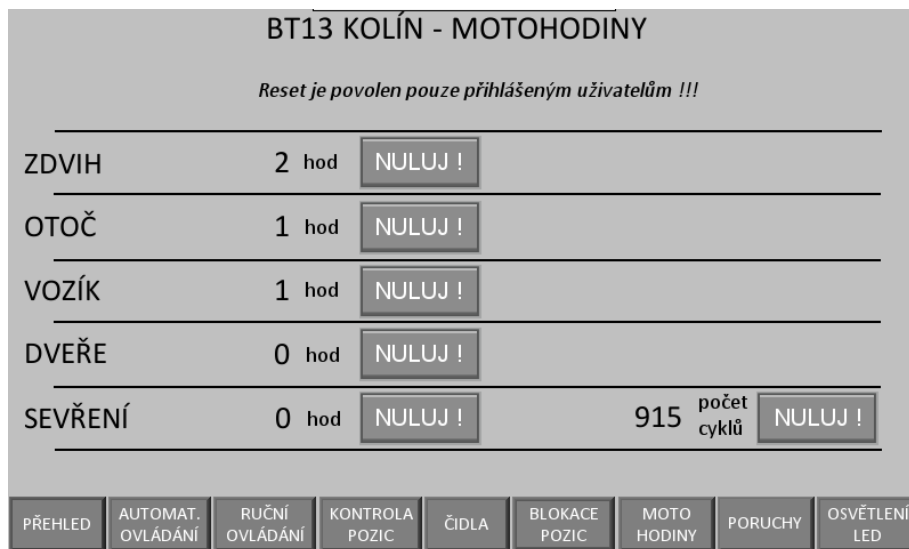 BT13 KOLÍN - MOTOHODINY
Reset je povolen pouze přihlášeným uživatelům !!!
ZDVIH 2 hod NULUJ !
OTOČ 1 hod NULUJ !
VOZÍK 1 hod NULUJ !
DVEŘE 0 hod NULUJ !
SEVŘENÍ 0 hod NULUJ ! 915 počet cyklů NULUJ !
PŘEHLED AUTOMAT. OVLÁDÁNÍ RUČNÍ OVLÁDÁNÍ KONTROLA POZIC ČIDLA BLOKACE POZIC MOTO HODINY PORUCHY OSVĚTLENÍ LED